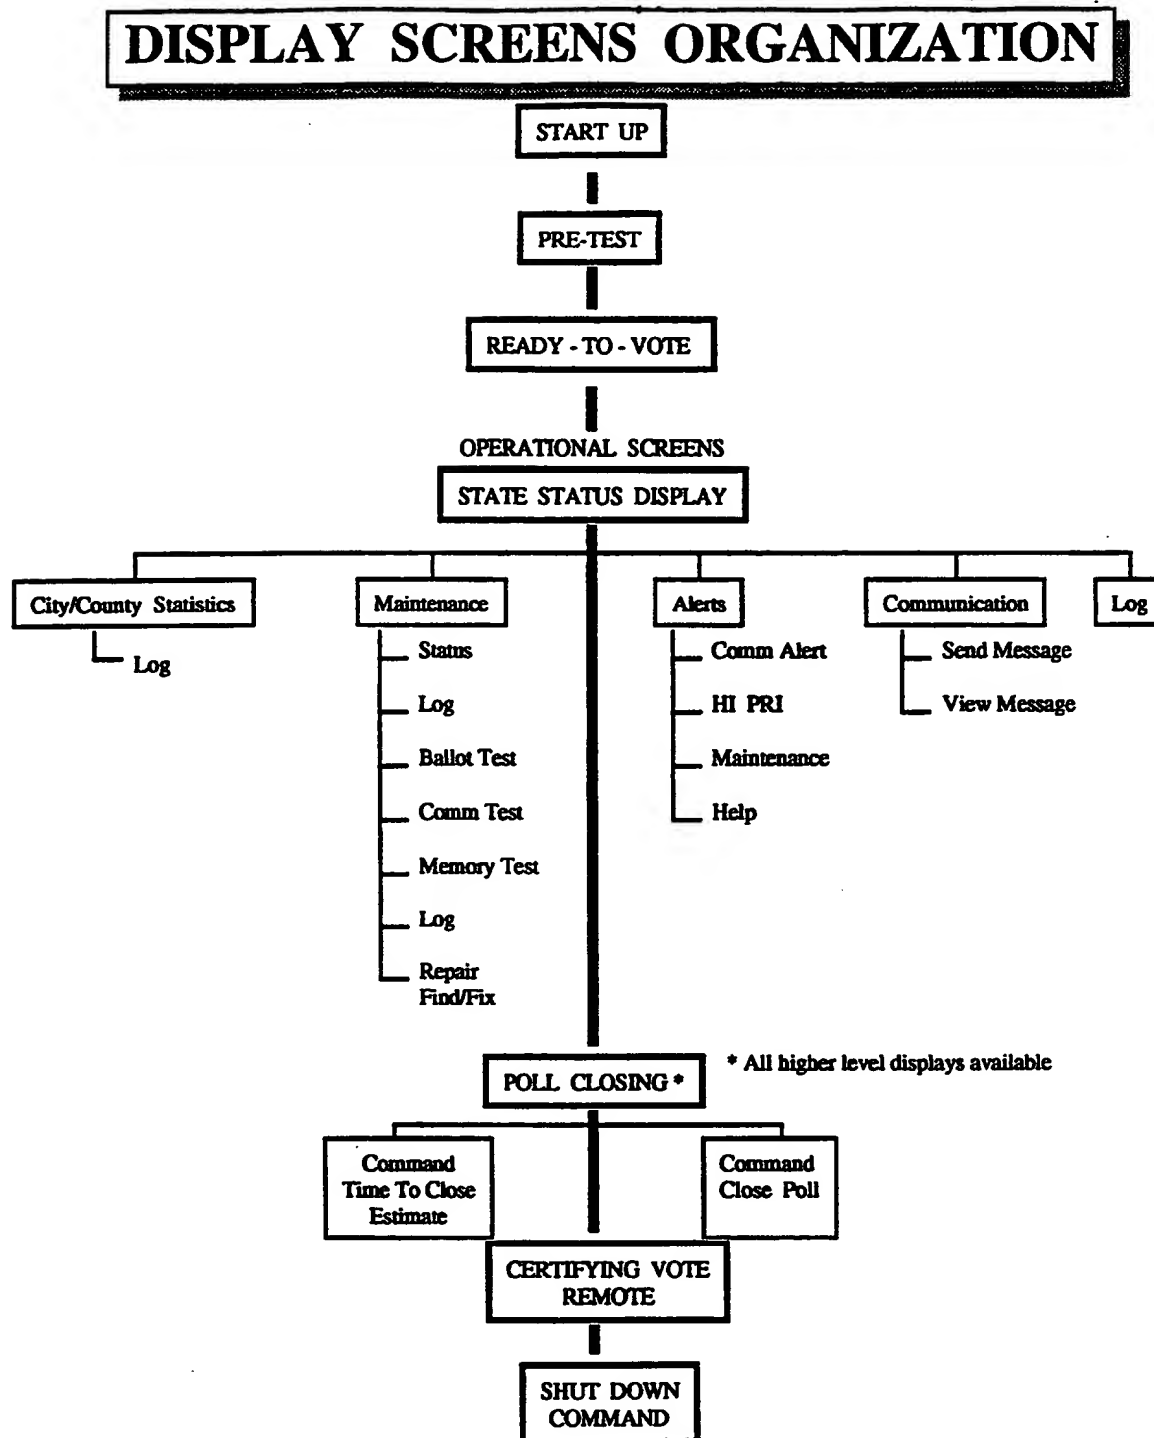 DISPLAY SCREENS ORGANIZATION
START UP
PRE-TEST
READY - TO - VOTE
OPERATIONAL SCREENS
STATE STATUS DISPLAY
City/County Statistics
Log
Maintenance
Status
Log
Ballot Test
Comm Test
Memory Test
Log
Repair
Find/Fix
Alerts
Comm Alert
HI PRI
Maintenance
Help
Communication
Send Message
View Message
Log
POLL CLOSING *
* All higher level displays available
Command
Time To Close
Estimate
Command
Close Poll
CERTIFYING VOTE
REMOTE
SHUT DOWN
COMMAND